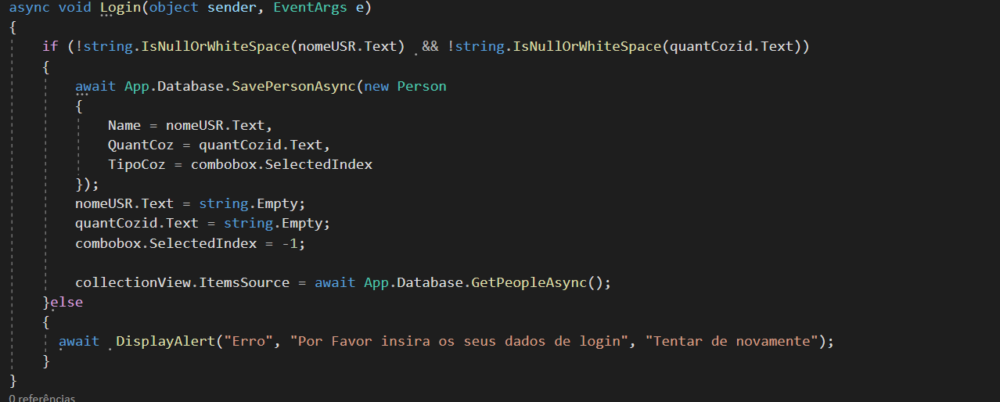 async void Login(object sender, EventArgs e)
{
if (!string.IsNullOrWhiteSpace(nomeUSR.Text) && !string.IsNullOrWhiteSpace(quantCozid.Text))
{
await App.Database.SavePersonAsync(new Person
{
Name = nomeUSR.Text,
QuantCoz = quantCozid.Text,
TipoCoz = combobox.SelectedIndex
});
nomeUSR.Text = string.Empty;
quantCozid.Text = string.Empty;
combobox.SelectedIndex = -1;
collectionView.ItemsSource = await App.Database.GetPeopleAsync();
}else
{
await DisplayAlert("Erro", "Por Favor insira os seus dados de login", "Tentar de novamente");
}
}
0 referências